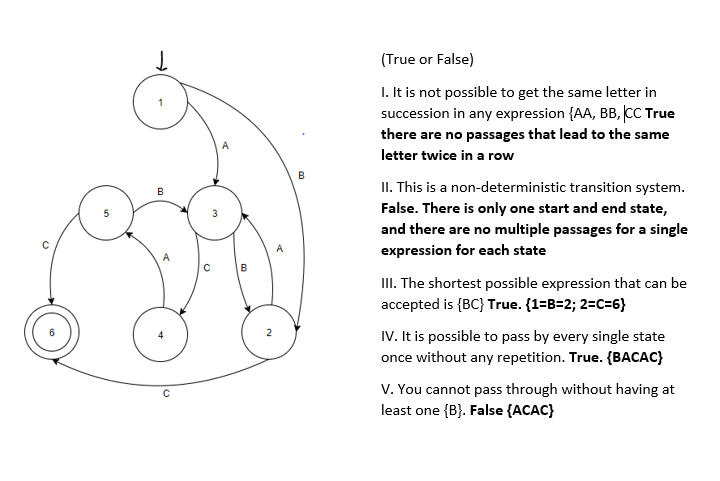 (True or False)
I. It is not possible to get the same letter in
succession in any expression {AA, BB, CC True
there are no passages that lead to the same
letter twice in a row
II. This is a non-deterministic transition system.
False. There is only one start and end state,
and there are no multiple passages for a single
expression for each state
III. The shortest possible expression that can be
accepted is {BC} True. {1=B=2; 2=C=6}
IV. It is possible to pass by every single state
once without any repetition. True. {BACAC}
V. You cannot pass through without having at
least one {B}. False {ACAC}
1
A
B
5
B
3
C
A
C
B
A
6
4
2
C